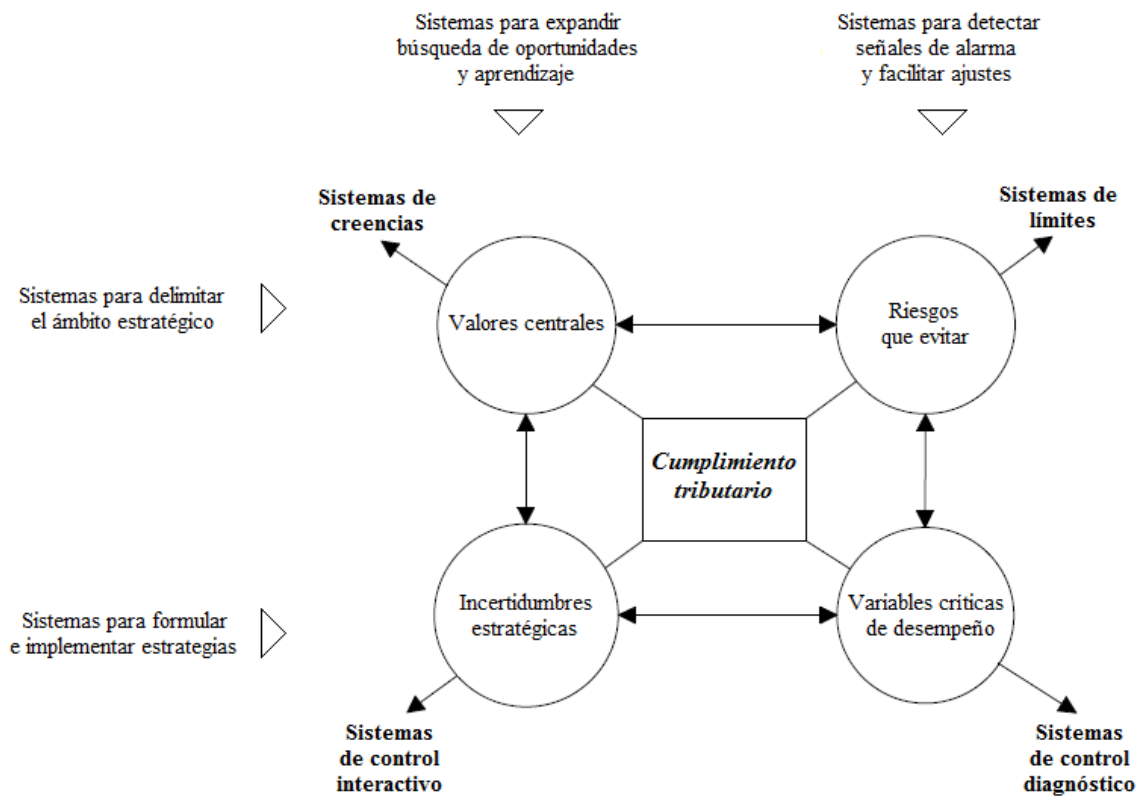 Sistemas para expandir
búsqueda de oportunidades
y aprendizaje
Sistemas para detectar
señales de alarma
y facilitar ajustes
Sistemas de
creencias
Sistemas de
límites
Sistemas para delimitar
el ámbito estratégico
Valores centrales
Riesgos
que evitar
Cumplimiento
tributario
Sistemas para formular
e implementar estrategias
Incertidumbres
estratégicas
Variables críticas
de desempeño
Sistemas
de control
interactivo
Sistemas
de control
diagnóstico